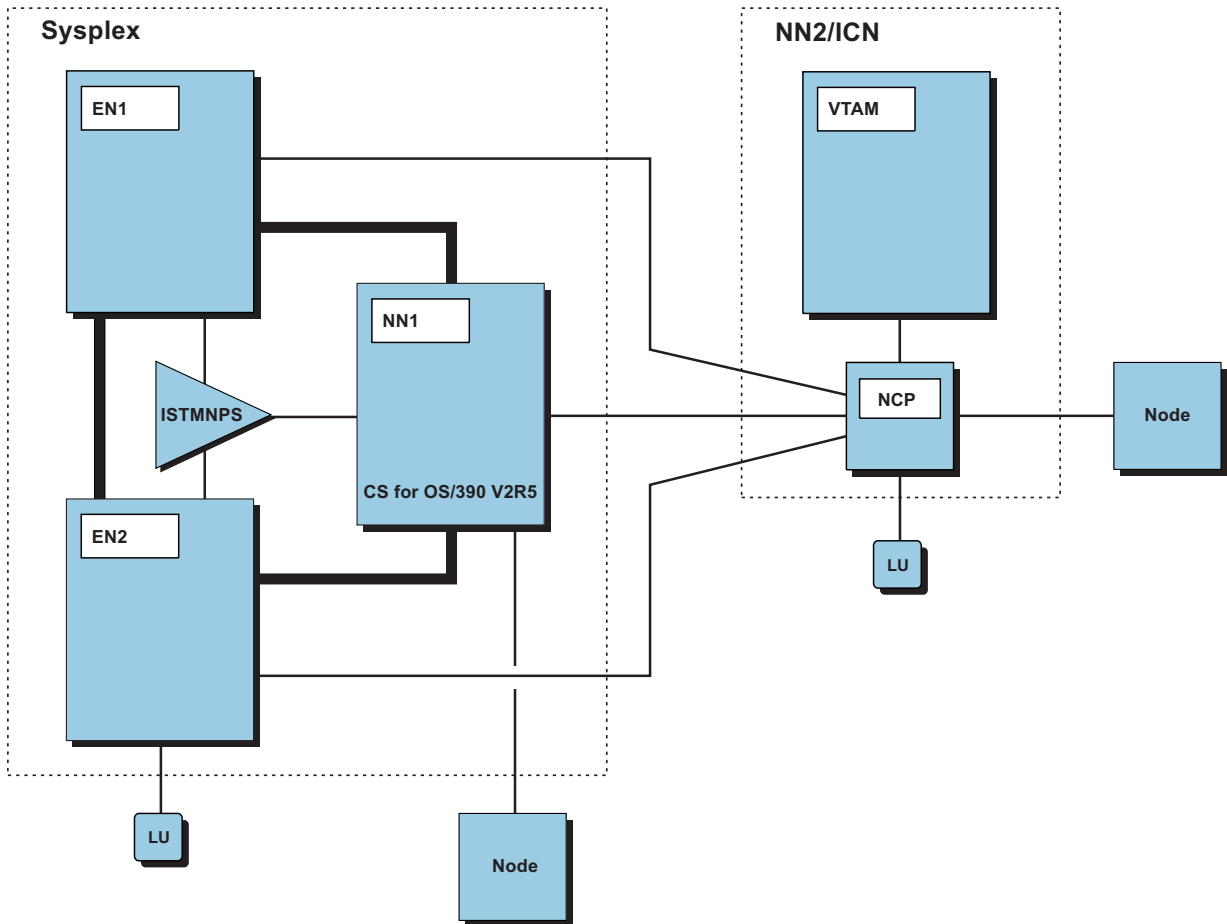 Sysplex
NN2/ICN
EN1
VTAM
NN1
ISTMNPS
NCP
Node
CS for OS/390 V2R5
EN2
LU
LU
Node